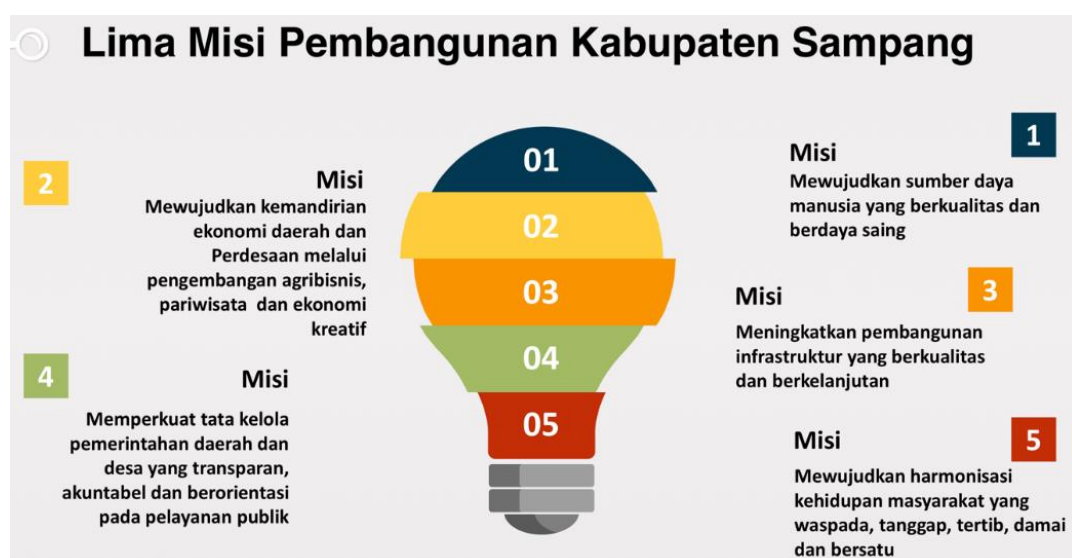 Lima Misi Pembangunan Kabupaten Sampang
1
Misi
Mewujudkan sumber daya
manusia yang berkualitas dan
berdaya saing
2
Misi
Mewujudkan kemandirian
ekonomi daerah dan
Perdesaan melalui
pengembangan agribisnis,
pariwisata dan ekonomi
kreatif
3
Misi
Meningkatkan pembangunan
infrastruktur yang berkualitas
dan berkelanjutan
4
Misi
Memperkuat tata kelola
pemerintahan daerah dan
desa yang transparan,
akuntabel dan berorientasi
pada pelayanan publik
5
Misi
Mewujudkan harmonisasi
kehidupan masyarakat yang
waspada, tanggap, tertib, damai
dan bersatu
01
02
03
04
05